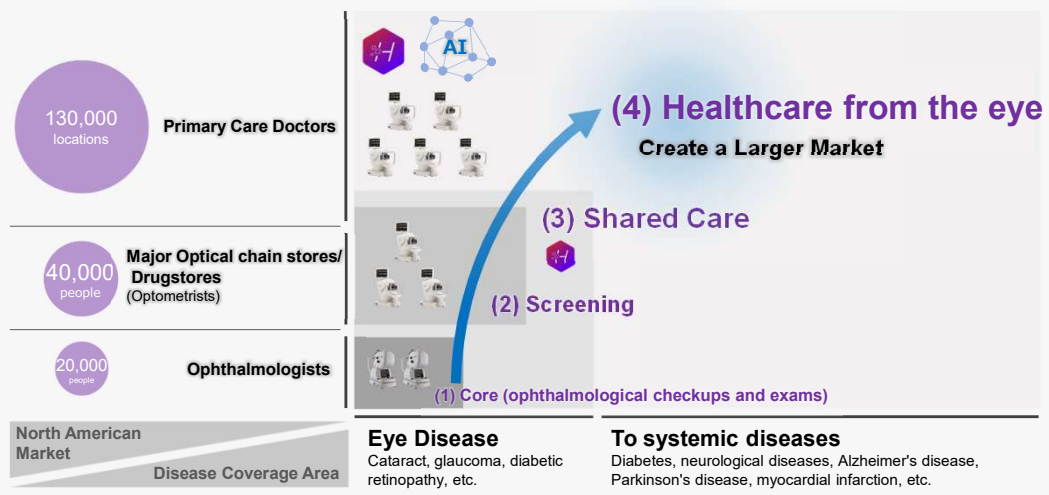 AI
130,000
locations
Primary Care Doctors
(4) Healthcare from the eye
Create a Larger Market
(3) Shared Care
40,000
people
Major Optical chain stores/
Drugstores
(Optometrists)
(2) Screening
20,000
people
Ophthalmologists
(1) Core (ophthalmological checkups and exams)
North American
Market
Disease Coverage Area
Eye Disease
Cataract, glaucoma, diabetic
retinopathy, etc.
To systemic diseases
Diabetes, neurological diseases, Alzheimer's disease,
Parkinson's disease, myocardial infarction, etc.